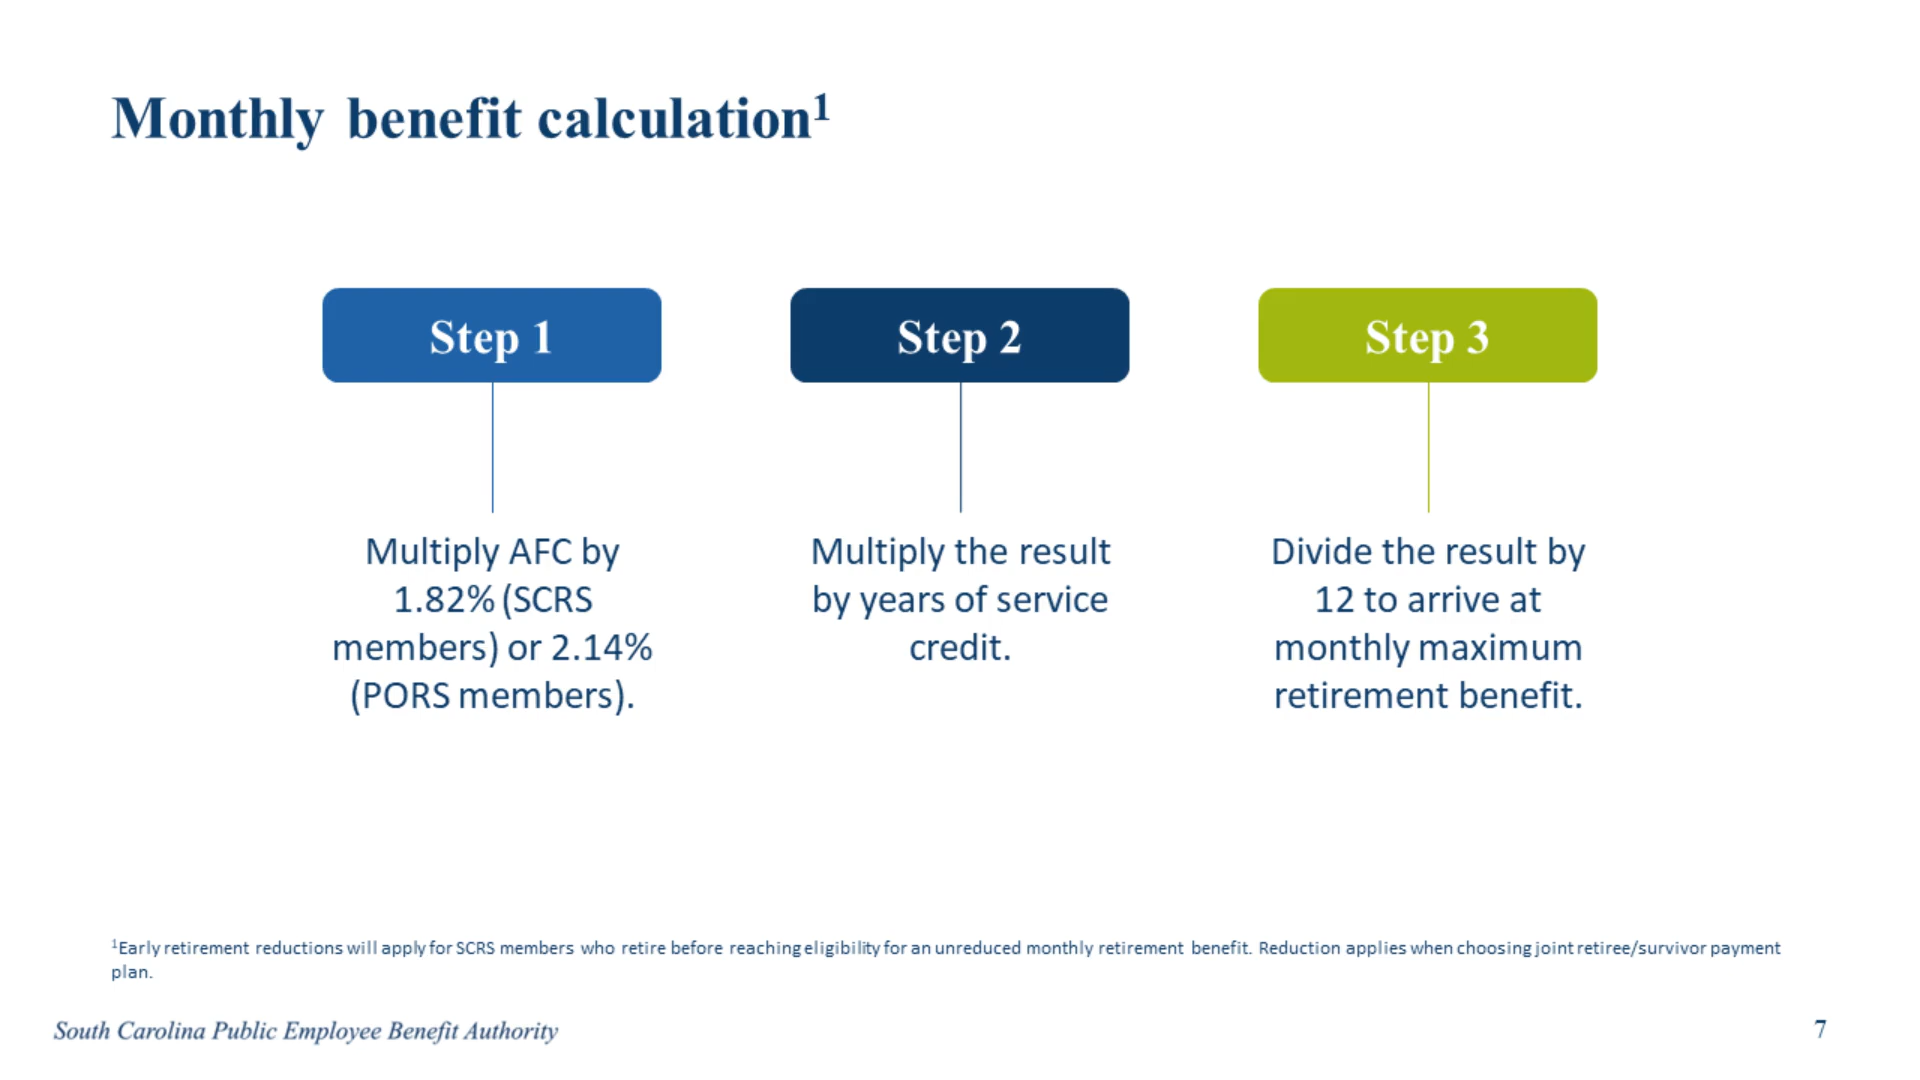 Monthly benefit calculation¹
Step 1
Multiply AFC by
1.82% (SCRS
members) or 2.14%
(PORS members).
Step 2
Multiply the result
by years of service
credit.
Step 3
Divide the result by
12 to arrive at
monthly maximum
retirement benefit.
¹Early retirement reductions will apply for SCRS members who retire before reaching eligibility for an unreduced monthly retirement benefit. Reduction applies when choosing joint retiree/survivor payment
plan.
South Carolina Public Employee Benefit Authority
7